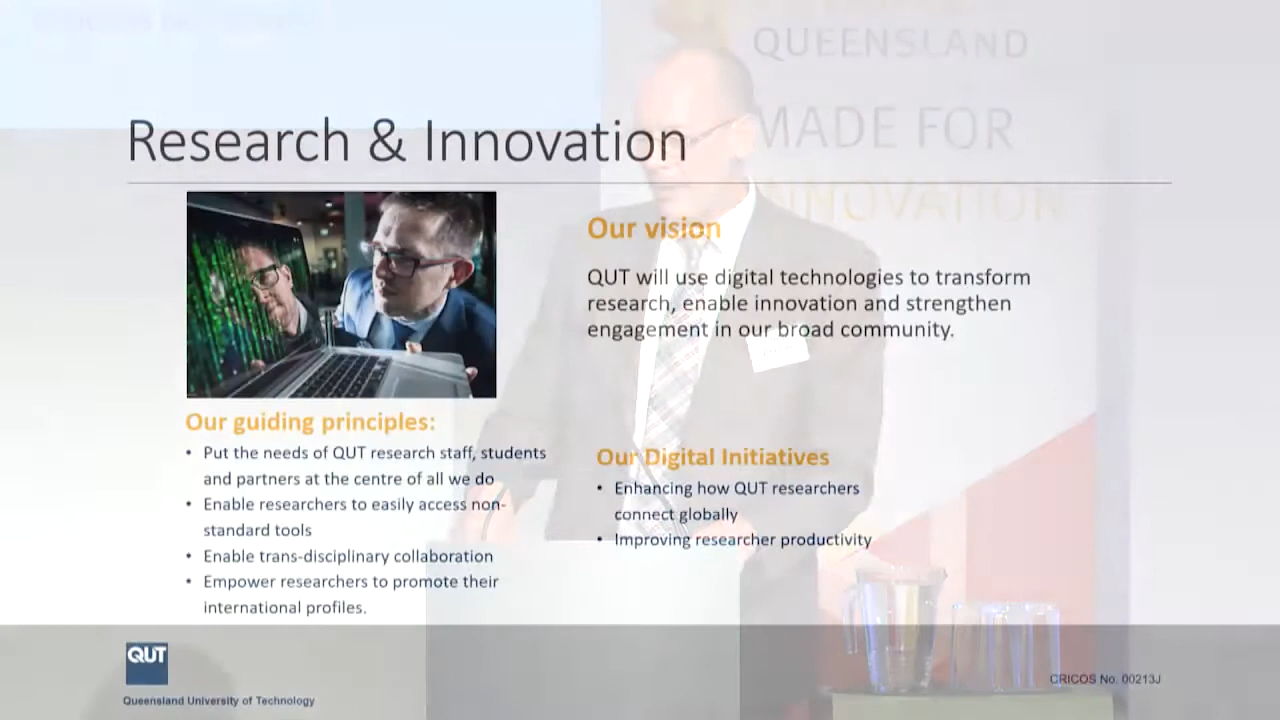 QUEENSLAND
MADE FOR
INNOVATION
Research & Innovation
Our vision
QUT will use digital technologies to transform
research, enable innovation and strengthen
engagement in our broad community.
Our guiding principles:
• Put the needs of QUT research staff, students
and partners at the centre of all we do
• Enable researchers to easily access non-
standard tools
• Enable trans-disciplinary collaboration
• Empower researchers to promote their
international profiles.
Our Digital Initiatives
• Enhancing how QUT researchers
connect globally
• Improving researcher productivity
QUT
Queensland University of Technology
CRICOS No. 00213J